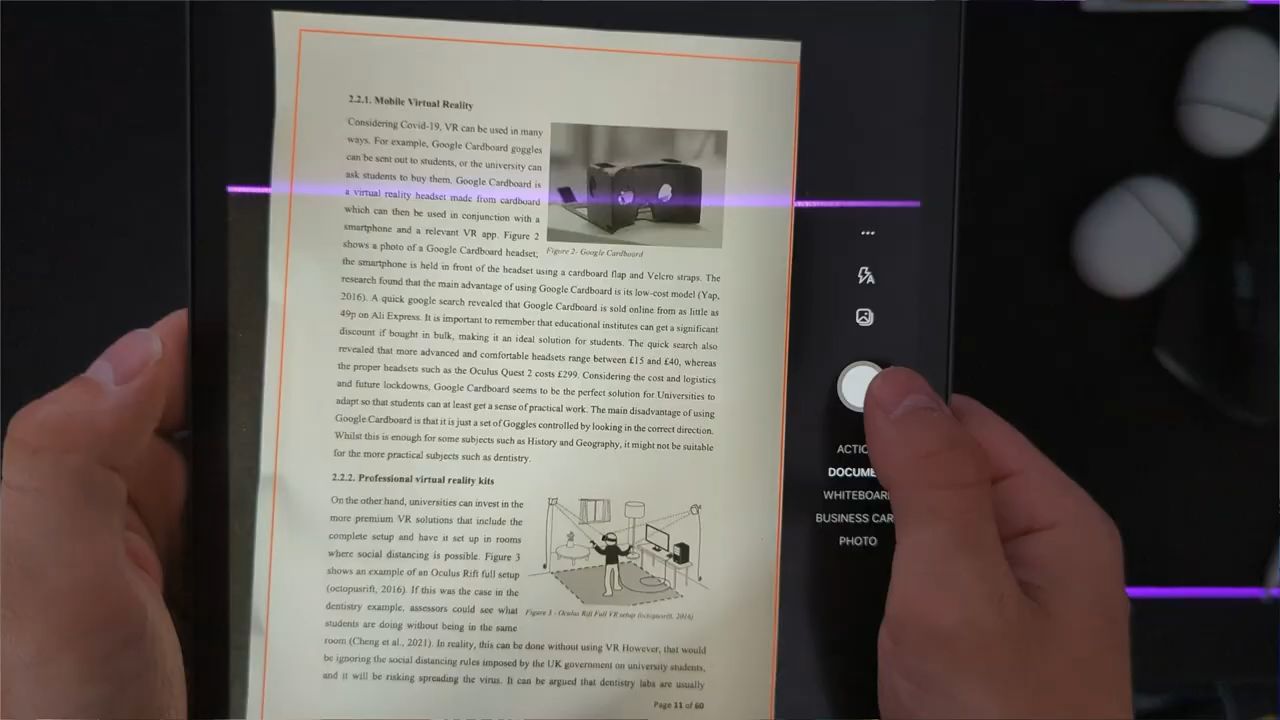 2.2.1. Mobile Virtual Reality
Considering Covid-19, VR can be used in many
ways. For example, Google Cardboard goggles
can be sent out to students, or the university can
ask students to buy them. Google Cardboard is
a virtual reality headset made from cardboard
which can then be used in conjunction with a
smartphone and a relevant VR app. Figure 2
shows a photo of a Google Cardboard headset;
Figure 2- Google Cardboard
the smartphone is held in front of the headset using a cardboard flap and Velcro straps. The
research found that the main advantage of using Google Cardboard is its low-cost model (Yap,
2016). A quick google search revealed that Google Cardboard is sold online from as little as
49p on Ali Express. It is important to remember that educational institutes can get a significant
discount if bought in bulk, making it an ideal solution for students. The quick search also
revealed that more advanced and comfortable headsets range between £15 and £40, whereas
the proper headsets such as the Oculus Quest 2 costs £299. Considering the cost and logistics
and future lockdowns, Google Cardboard seems to be the perfect solution for Universities to
adapt so that students can at least get a sense of practical work. The main disadvantage of using
Google Cardboard is that it is just a set of Goggles controlled by looking in the correct direction.
Whilst this is enough for some subjects such as History and Geography, it might not be suitable
for the more practical subjects such as dentistry.
2.2.2. Professional virtual reality kits
On the other hand, universities can invest in the
more premium VR solutions that include the
complete setup and have it set up in rooms
where social distancing is possible. Figure 3
shows an example of an Oculus Rift full setup
(octopusrift, 2016). If this was the case in the
dentistry example, assessors could see what
students are doing without being in the same
Figure 3 - Oculus Rift Full VR setup (octopusrift, 2016)
room (Cheng et al., 2021). In reality, this can be done without using VR However, that would
be ignoring the social distancing rules imposed by the UK government on university students,
and it will be risking spreading the virus. It can be argued that dentistry labs are usually
Page 11 of 60
ACTIO
DOCUME
WHITEBOAR
BUSINESS CAR
PHOTO